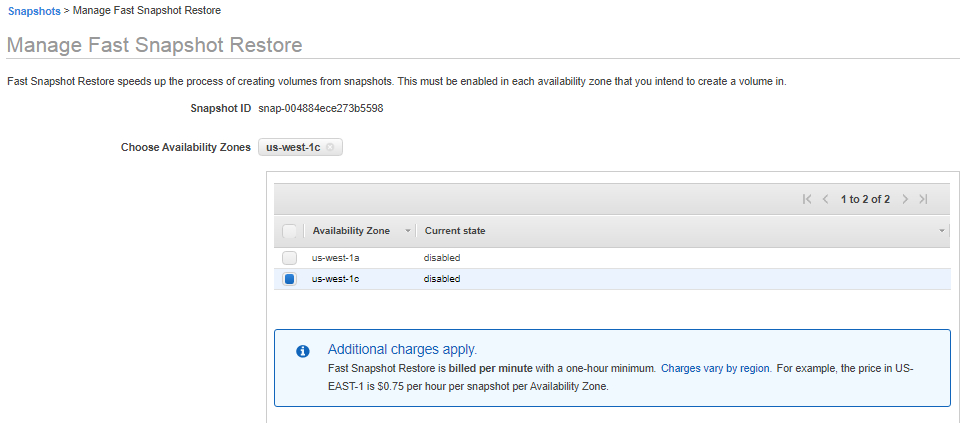 Snapshots > Manage Fast Snapshot Restore
Manage Fast Snapshot Restore
Fast Snapshot Restore speeds up the process of creating volumes from snapshots. This must be enabled in each availability zone that you intend to create a volume in.
Snapshot ID snap-004884ece273b5598
Choose Availability Zones us-west-1c
1 to 2 of 2
Availability Zone Current state
us-west-1a disabled
us-west-1c disabled
Additional charges apply.
Fast Snapshot Restore is billed per minute with a one-hour minimum. Charges vary by region. For example, the price in US-
EAST-1 is $0.75 per hour per snapshot per Availability Zone.